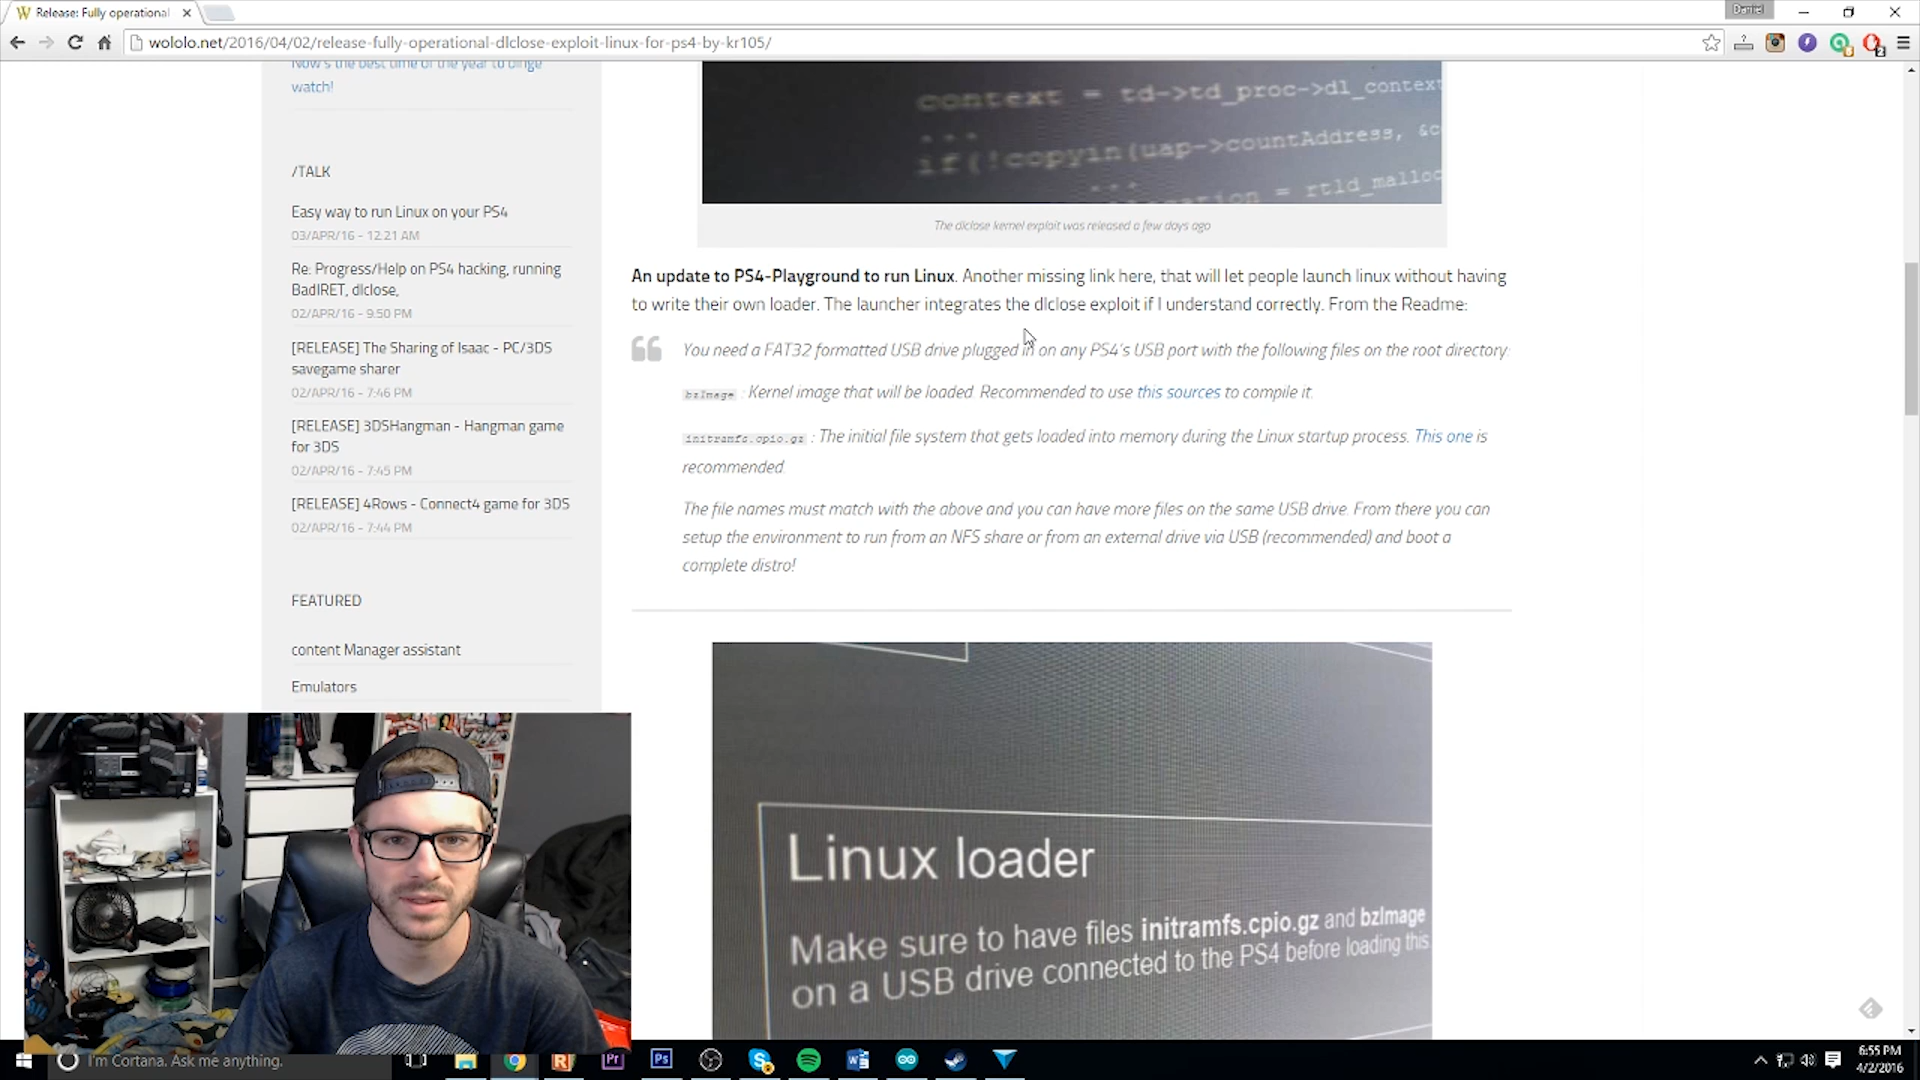 Release: Fully operational
Daniel
wololo.net/2016/04/02/release-fully-operational-dlclose-exploit-linux-for-ps4-by-kr105/
Now's the best time of the year to binge
watch!
/TALK
Easy way to run Linux on your PS4
03/APR/16 - 12:21 AM
Re: Progress/Help on PS4 hacking, running
BadIRET, dlclose,
02/APR/16 - 9:50 PM
[RELEASE] The Sharing of Isaac - PC/3DS
savegame sharer
02/APR/16 - 7:46 PM
[RELEASE] 3DSHangman - Hangman game
for 3DS
02/APR/16 - 7:45 PM
[RELEASE] 4Rows - Connect4 game for 3DS
02/APR/16 - 7:44 PM
FEATURED
content Manager assistant
Emulators
context = td->td_proc->dl_context
...
if(!copyin(uap->countAddress, &c
...
= rtld_malloc
The dlclose kernel exploit was released a few days ago
An update to PS4-Playground to run Linux. Another missing link here, that will let people launch linux without having
to write their own loader. The launcher integrates the dlclose exploit if I understand correctly. From the Readme:
You need a FAT32 formatted USB drive plugged in on any PS4's USB port with the following files on the root directory:
bzImage : Kernel image that will be loaded. Recommended to use this sources to compile it.
initramfs.cpio.gz : The initial file system that gets loaded into memory during the Linux startup process. This one is
recommended.
The file names must match with the above and you can have more files on the same USB drive. From there you can
setup the environment to run from an NFS share or from an external drive via USB (recommended) and boot a
complete distro!
Linux loader
Make sure to have files initramfs.cpio.gz and bzImage
on a USB drive connected to the PS4 before loading this.
I'm Cortana. Ask me anything.
6:55 PM
4/2/2016